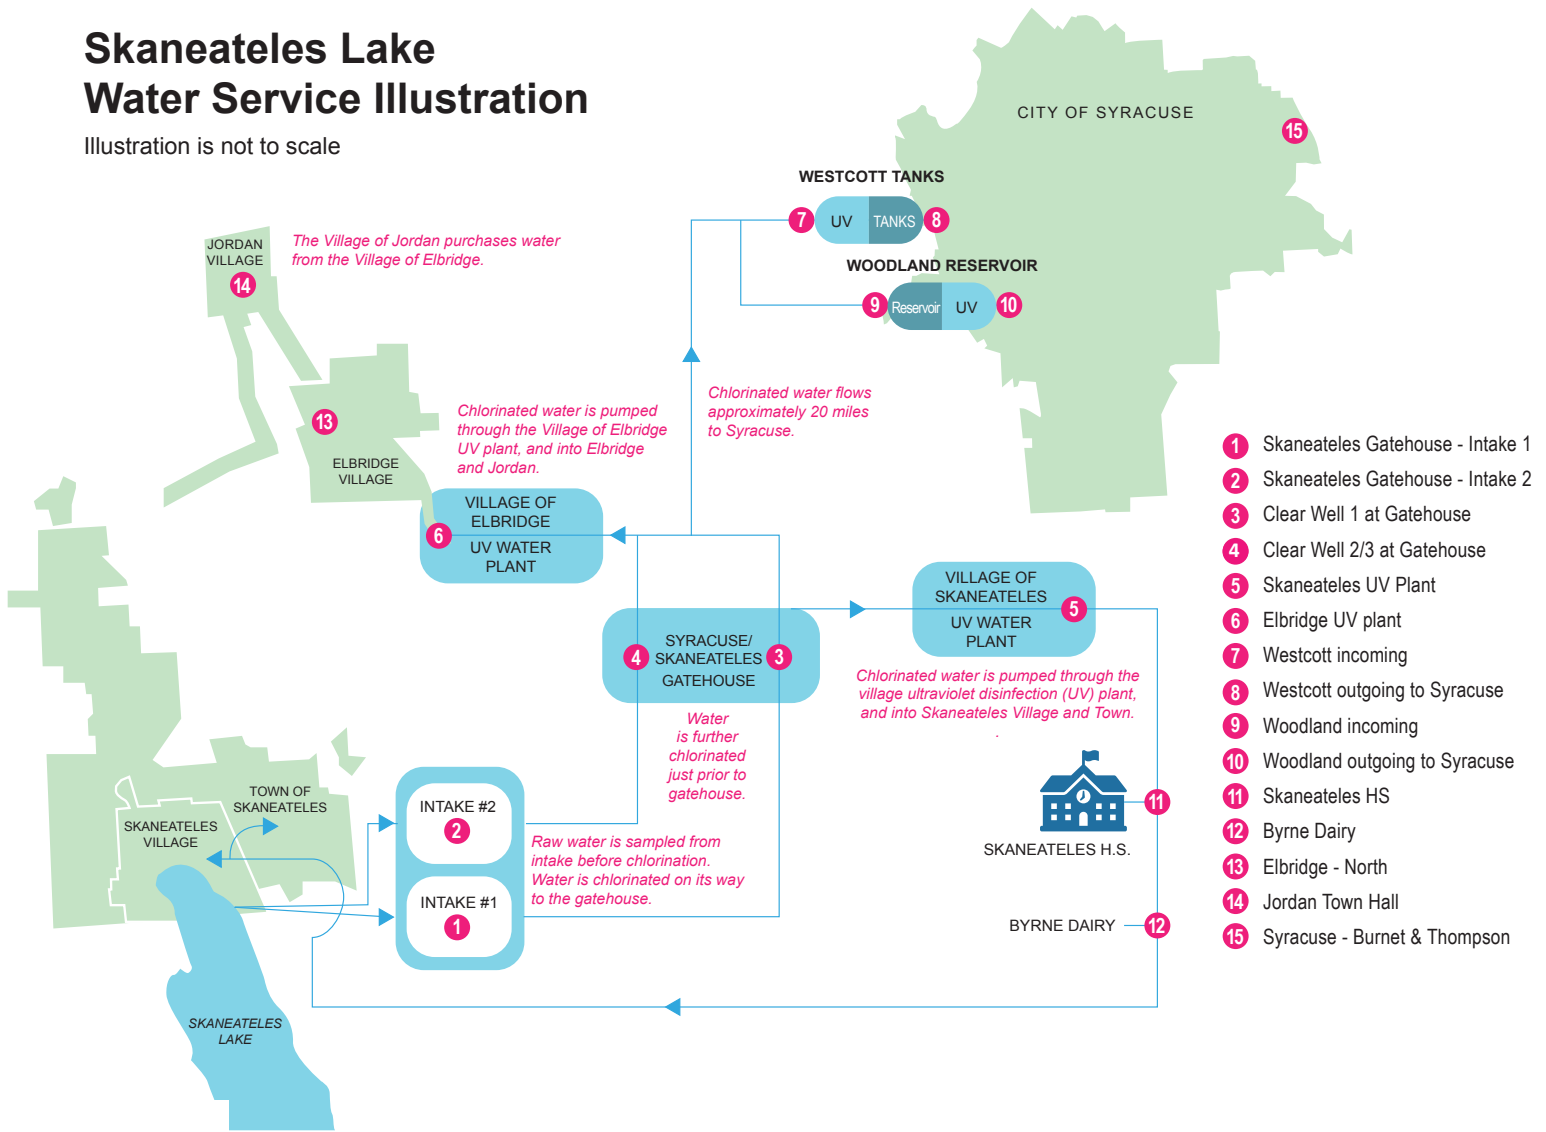 Skaneateles Lake
Water Service Illustration
Illustration is not to scale
CITY OF SYRACUSE
15
WESTCOTT TANKS
7
UV
TANKS
8
WOODLAND RESERVOIR
9
Reservoir
UV
10
JORDAN
VILLAGE
14
The Village of Jordan purchases water
from the Village of Elbridge.
13
ELBRIDGE
VILLAGE
Chlorinated water is pumped
through the Village of Elbridge
UV plant, and into Elbridge
and Jordan.
Chlorinated water flows
approximately 20 miles
to Syracuse.
VILLAGE OF
ELBRIDGE
6
UV WATER
PLANT
VILLAGE OF
SKANEATELES
5
UV WATER
PLANT
SYRACUSE/
4
SKANEATELES
3
GATEHOUSE
Chlorinated water is pumped through the
village ultraviolet disinfection (UV) plant,
and into Skaneateles Village and Town.
.
Water
is further
chlorinated
just prior to
gatehouse.
TOWN OF
SKANEATELES
SKANEATELES
VILLAGE
INTAKE #2
2
Raw water is sampled from
intake before chlorination.
Water is chlorinated on its way
to the gatehouse.
INTAKE #1
1
11
SKANEATELES H.S.
BYRNE DAIRY
12
SKANEATELES
LAKE
1 Skaneateles Gatehouse - Intake 1
2 Skaneateles Gatehouse - Intake 2
3 Clear Well 1 at Gatehouse
4 Clear Well 2/3 at Gatehouse
5 Skaneateles UV Plant
6 Elbridge UV plant
7 Westcott incoming
8 Westcott outgoing to Syracuse
9 Woodland incoming
10 Woodland outgoing to Syracuse
11 Skaneateles HS
12 Byrne Dairy
13 Elbridge - North
14 Jordan Town Hall
15 Syracuse - Burnet & Thompson